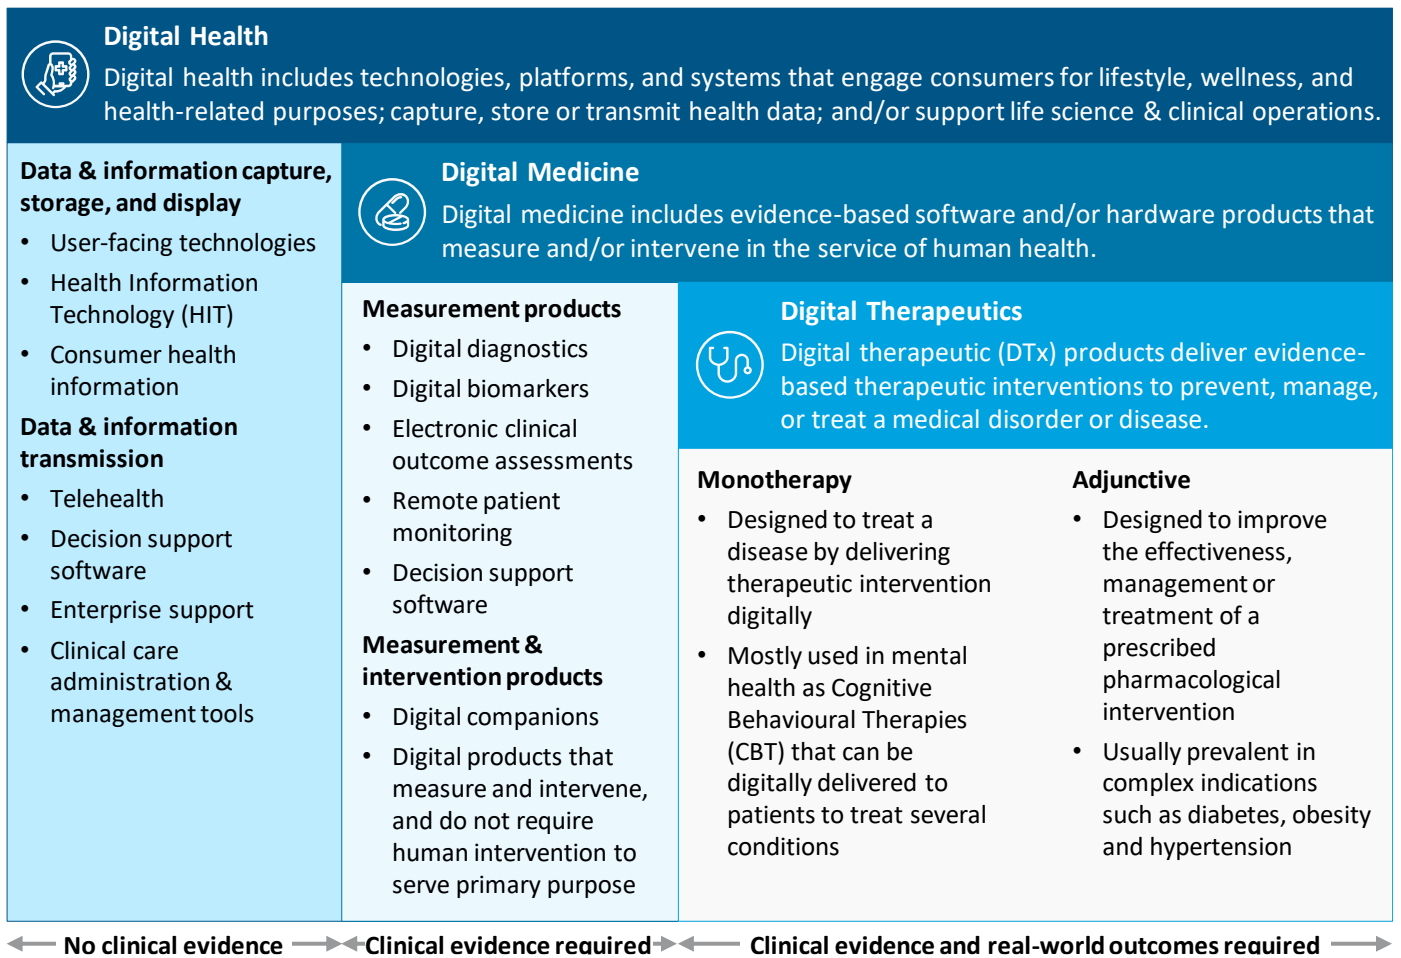 Digital Health
Digital health includes technologies, platforms, and systems that engage consumers for lifestyle, wellness, and
health-related purposes; capture, store or transmit health data; and/or support life science & clinical operations.
Data & information capture,
storage, and display
• User-facing technologies
• Health Information
Technology (HIT)
• Consumer health
information
Data & information
transmission
• Telehealth
• Decision support
software
• Enterprise support
• Clinical care
administration &
management tools
Digital Medicine
Digital medicine includes evidence-based software and/or hardware products that
measure and/or intervene in the service of human health.
Measurement products
• Digital diagnostics
• Digital biomarkers
• Electronic clinical
outcome assessments
• Remote patient
monitoring
• Decision support
software
Measurement &
intervention products
• Digital companions
• Digital products that
measure and intervene,
and do not require
human intervention to
serve primary purpose
Digital Therapeutics
Digital therapeutic (DTx) products deliver evidence-
based therapeutic interventions to prevent, manage,
or treat a medical disorder or disease.
Monotherapy
• Designed to treat a
disease by delivering
therapeutic intervention
digitally
• Mostly used in mental
health as Cognitive
Behavioural Therapies
(CBT) that can be
digitally delivered to
patients to treat several
conditions
Adjunctive
• Designed to improve
the effectiveness,
management or
treatment of a
prescribed
pharmacological
intervention
• Usually prevalent in
complex indications
such as diabetes, obesity
and hypertension
No clinical evidence
Clinical evidence required
Clinical evidence and real-world outcomes required